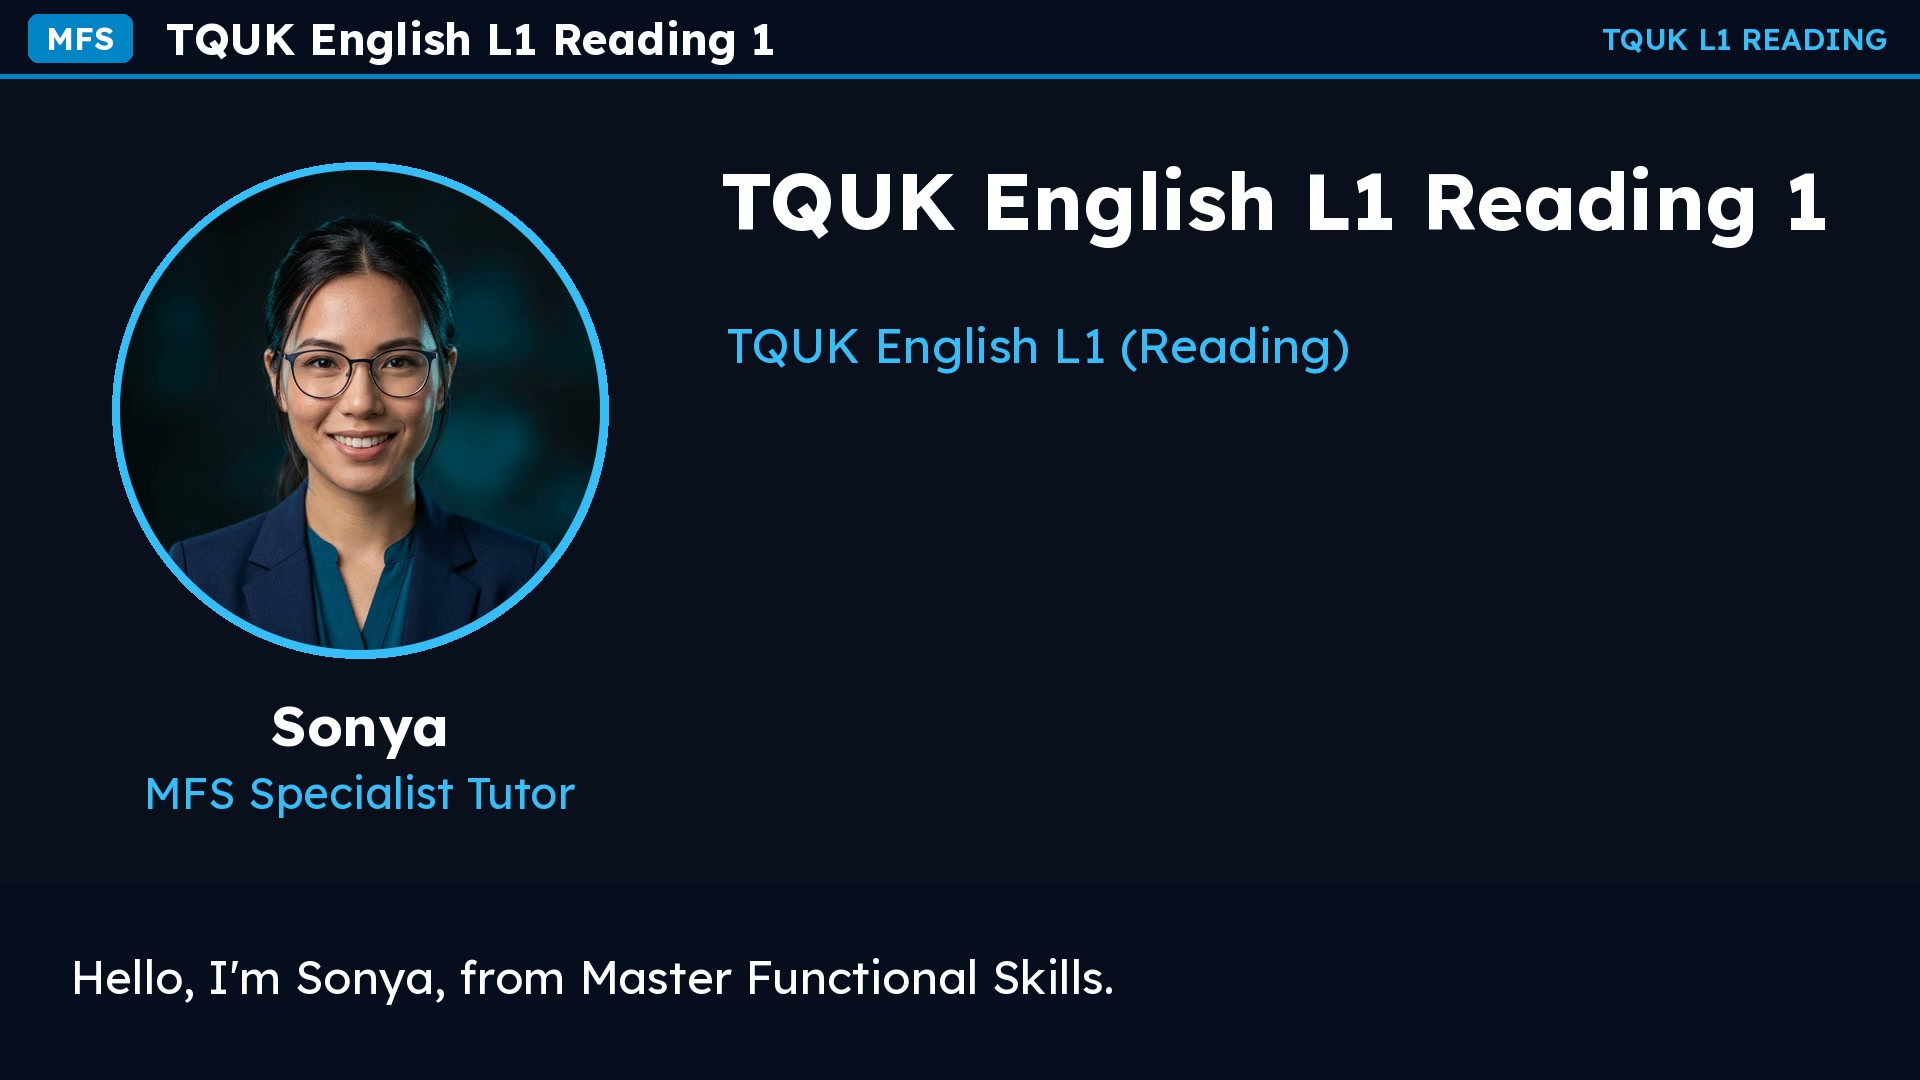 MFS
TQUK English L1 Reading 1
TQUK L1 READING
TQUK English L1 Reading 1
TQUK English L1 (Reading)
Sonya
MFS Specialist Tutor
Hello, I'm Sonya, from Master Functional Skills.